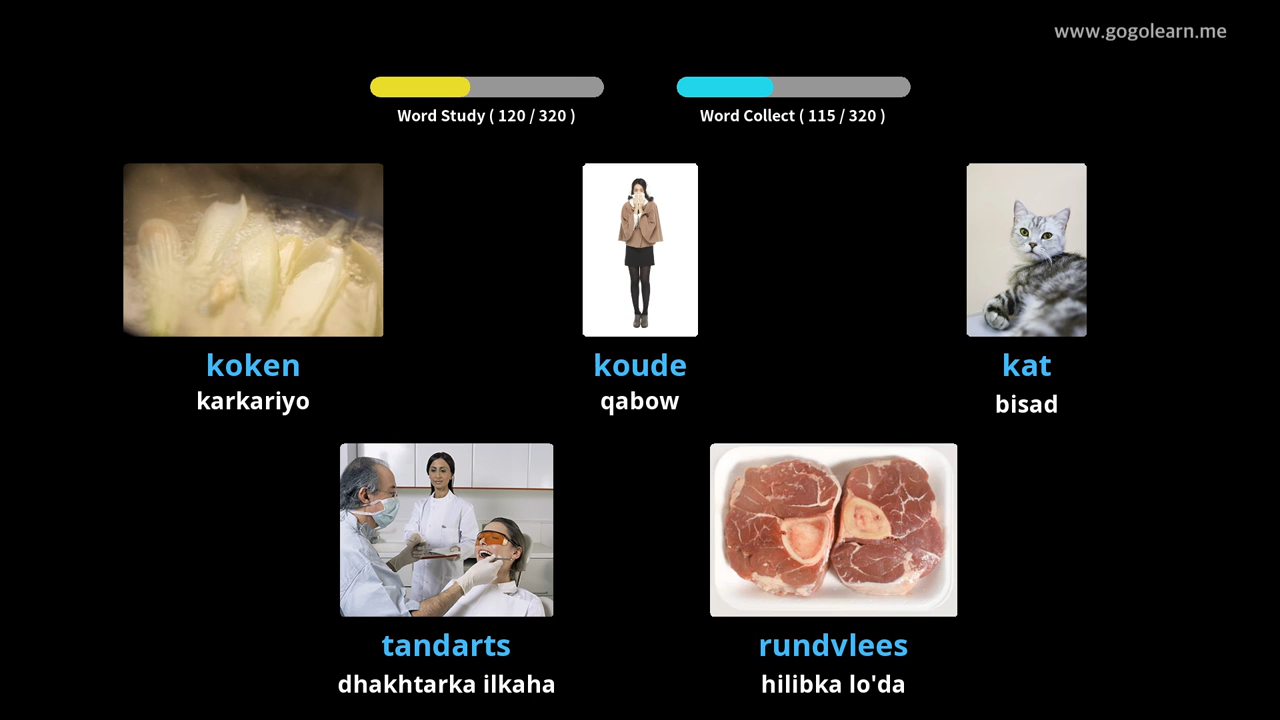 www.gogolearn.me
Word Study ( 120 / 320 )
Word Collect ( 115 / 320 )
koken
karkariyo
koude
qabow
kat
bisad
tandarts
dhakhtarka ilkaha
rundvlees
hilibka lo'da